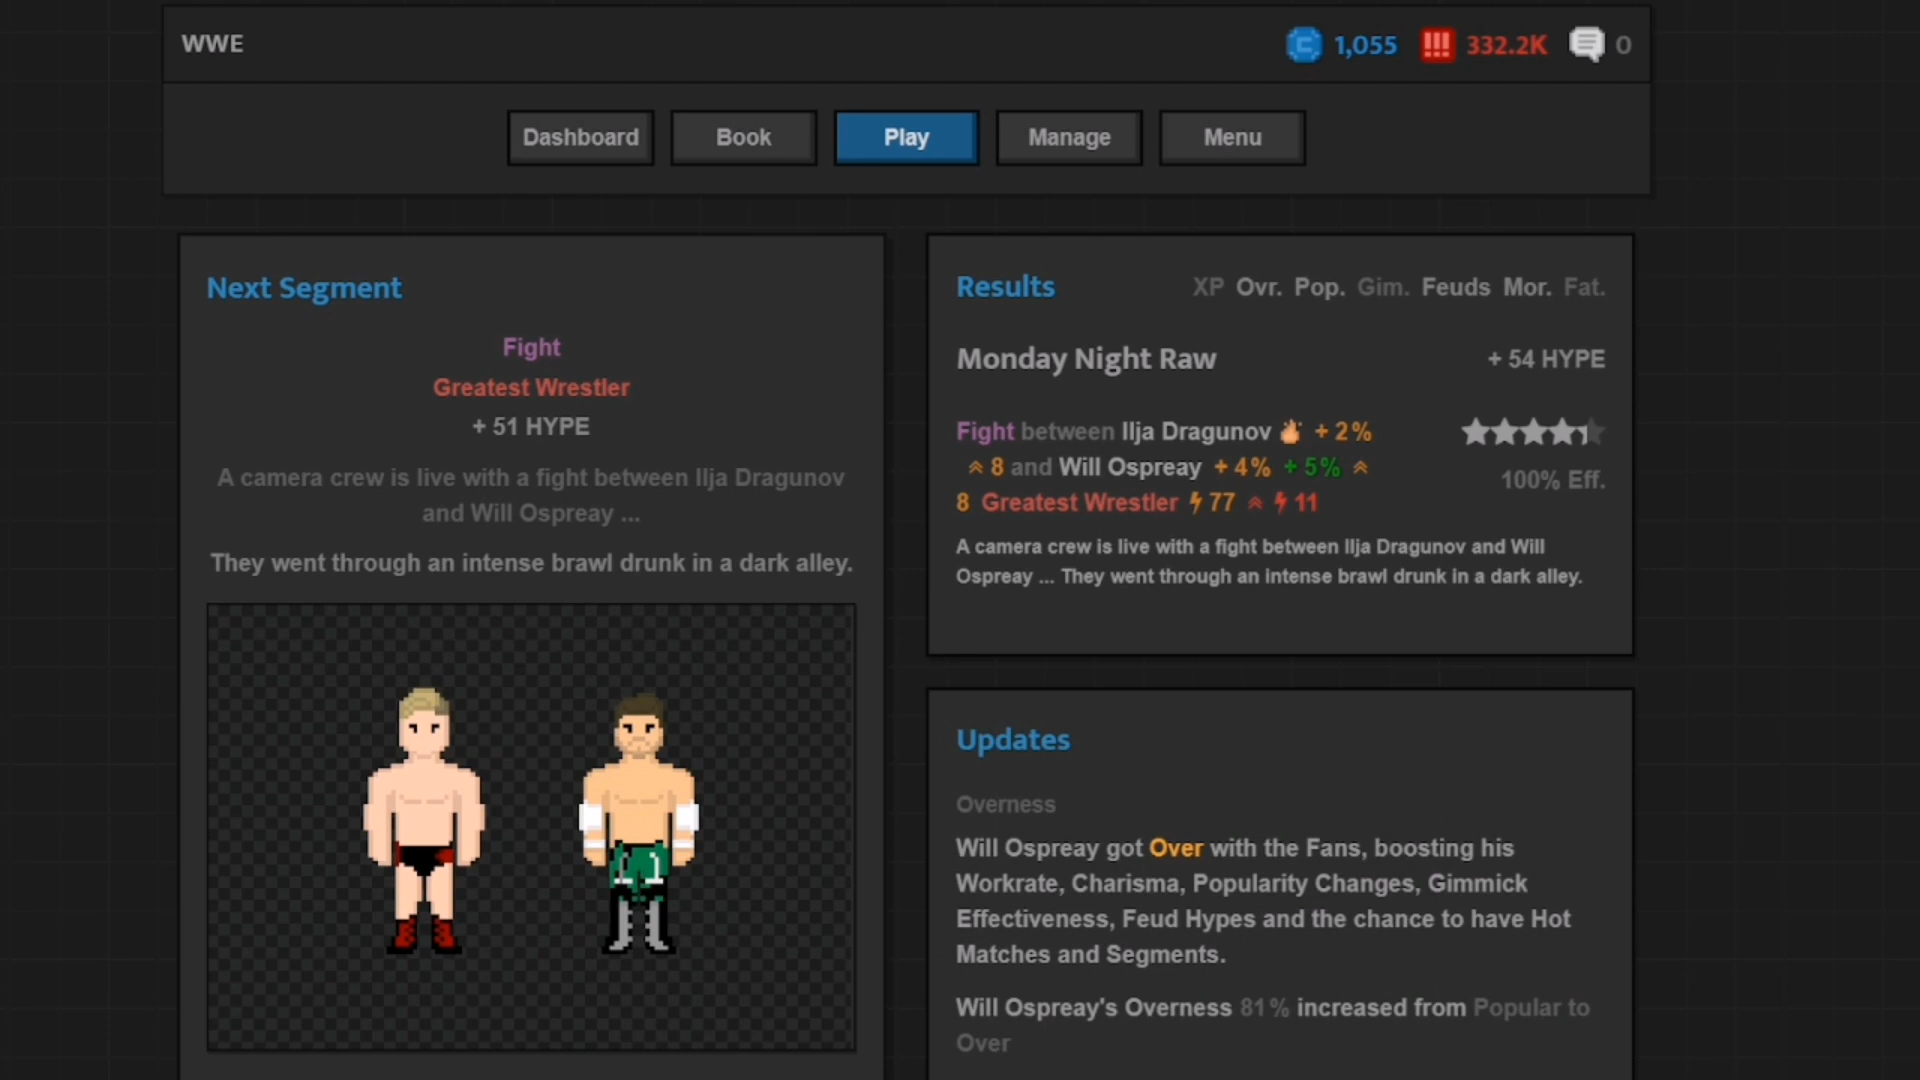 WWE
1,055 332.2K 0
Dashboard Book Play Manage Menu
Next Segment
Fight
Greatest Wrestler
+ 51 HYPE
A camera crew is live with a fight between Ilja Dragunov
and Will Ospreay ...
They went through an intense brawl drunk in a dark alley.
Results XP Ovr. Pop. Gim. Feuds Mor. Fat.
Monday Night Raw + 54 HYPE
Fight between Ilja Dragunov + 2%
8 and Will Ospreay + 4% + 5%
8 Greatest Wrestler 77 11
100% Eff.
A camera crew is live with a fight between Ilja Dragunov and Will
Ospreay ... They went through an intense brawl drunk in a dark alley.
Updates
Overness
Will Ospreay got Over with the Fans, boosting his
Workrate, Charisma, Popularity Changes, Gimmick
Effectiveness, Feud Hypes and the chance to have Hot
Matches and Segments.
Will Ospreay's Overness 81% increased from Popular to
Over